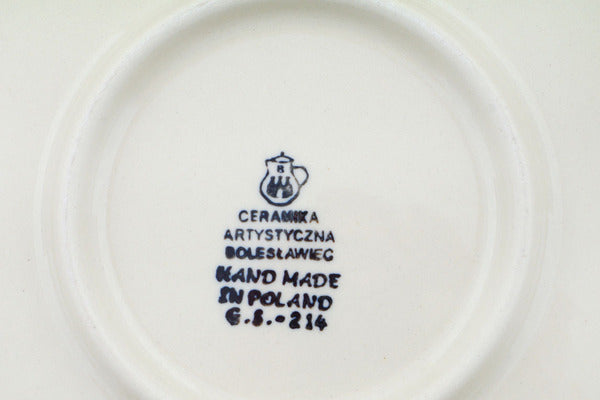 B
CERAMIKA
ARTYSTYCZNA
BOLESŁAWIEC
HAND MADE
IN POLAND
C.S.-214